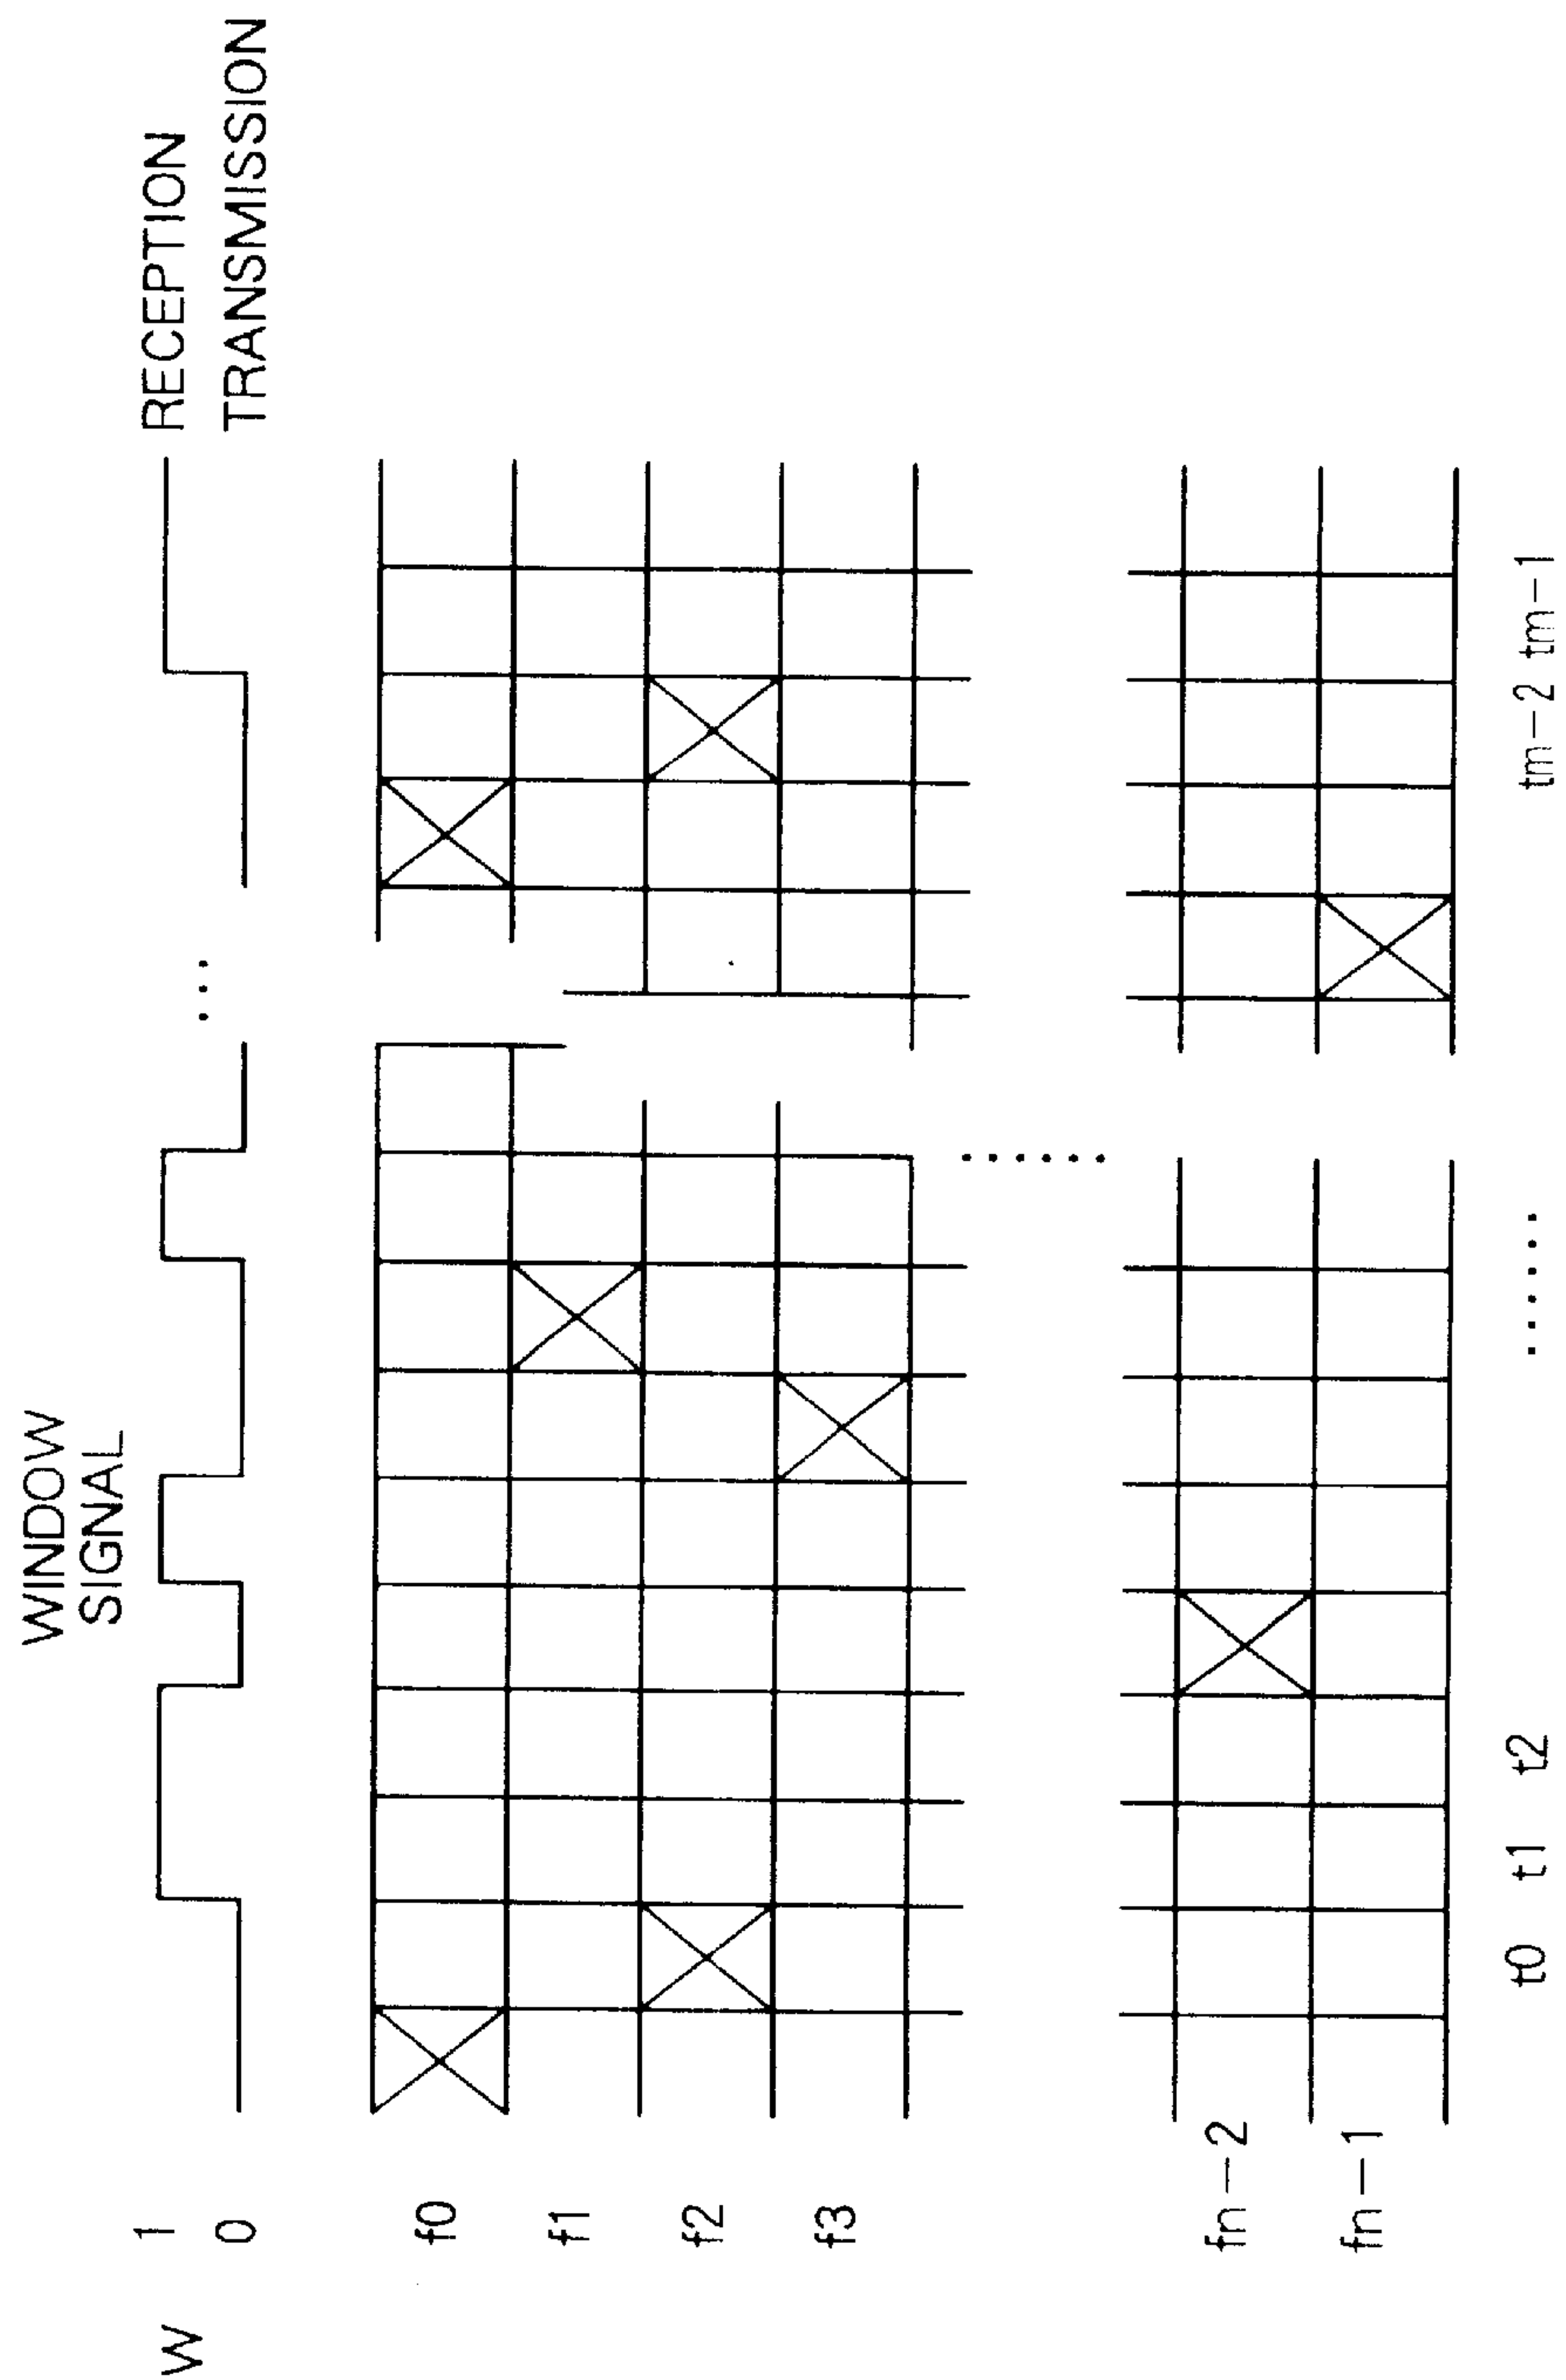 WINDOW
SIGNAL
W
1
RECEPTION
0
TRANSMISSION
f0
f1
f2
f3
fn-2
fn-1
t0 t1 t2 ...... tm-2 tm-1